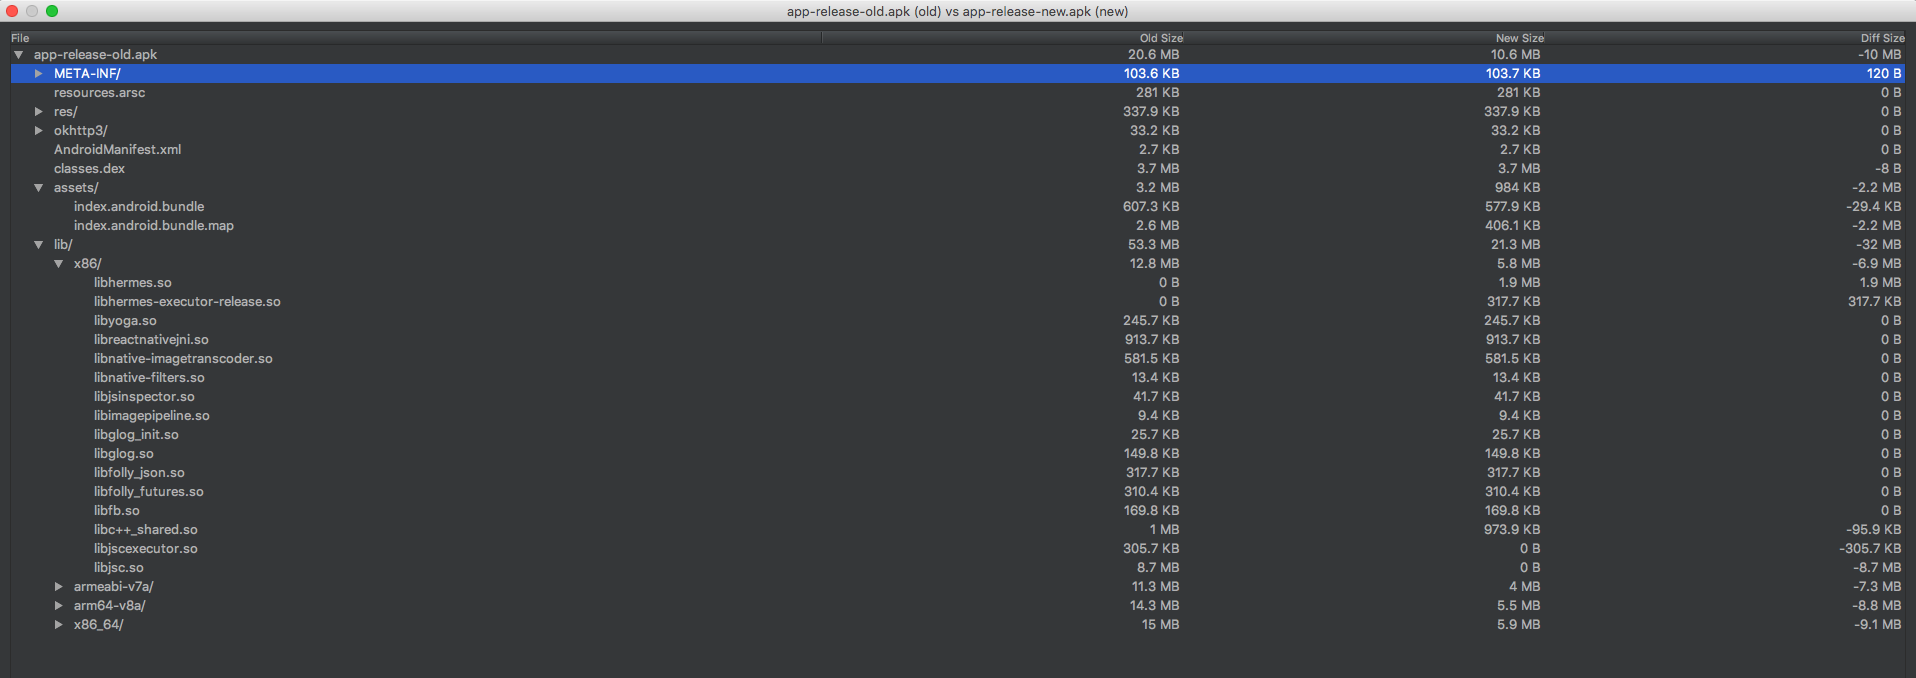 app-release-old.apk (old) vs app-release-new.apk (new)
File Old Size New Size Diff Size
app-release-old.apk 20.6 MB 10.6 MB -10 MB
META-INF/ 103.6 KB 103.7 KB 120 B
resources.arsc 281 KB 281 KB 0 B
res/ 337.9 KB 337.9 KB 0 B
okhttp3/ 33.2 KB 33.2 KB 0 B
AndroidManifest.xml 2.7 KB 2.7 KB 0 B
classes.dex 3.7 MB 3.7 MB -8 B
assets/ 3.2 MB 984 KB -2.2 MB
index.android.bundle 607.3 KB 577.9 KB -29.4 KB
index.android.bundle.map 2.6 MB 406.1 KB -2.2 MB
lib/ 53.3 MB 21.3 MB -32 MB
x86/ 12.8 MB 5.8 MB -6.9 MB
libhermes.so 0 B 1.9 MB 1.9 MB
libhermes-executor-release.so 0 B 317.7 KB 317.7 KB
libyoga.so 245.7 KB 245.7 KB 0 B
libreactnativejni.so 913.7 KB 913.7 KB 0 B
libnative-imagetranscoder.so 581.5 KB 581.5 KB 0 B
libnative-filters.so 13.4 KB 13.4 KB 0 B
libjsinspector.so 41.7 KB 41.7 KB 0 B
libimagepipeline.so 9.4 KB 9.4 KB 0 B
libglog_init.so 25.7 KB 25.7 KB 0 B
libglog.so 149.8 KB 149.8 KB 0 B
libfolly_json.so 317.7 KB 317.7 KB 0 B
libfolly_futures.so 310.4 KB 310.4 KB 0 B
libfb.so 169.8 KB 169.8 KB 0 B
libc++_shared.so 1 MB 973.9 KB -95.9 KB
libjscexecutor.so 305.7 KB 0 B -305.7 KB
libjsc.so 8.7 MB 0 B -8.7 MB
armeabi-v7a/ 11.3 MB 4 MB -7.3 MB
arm64-v8a/ 14.3 MB 5.5 MB -8.8 MB
x86_64/ 15 MB 5.9 MB -9.1 MB